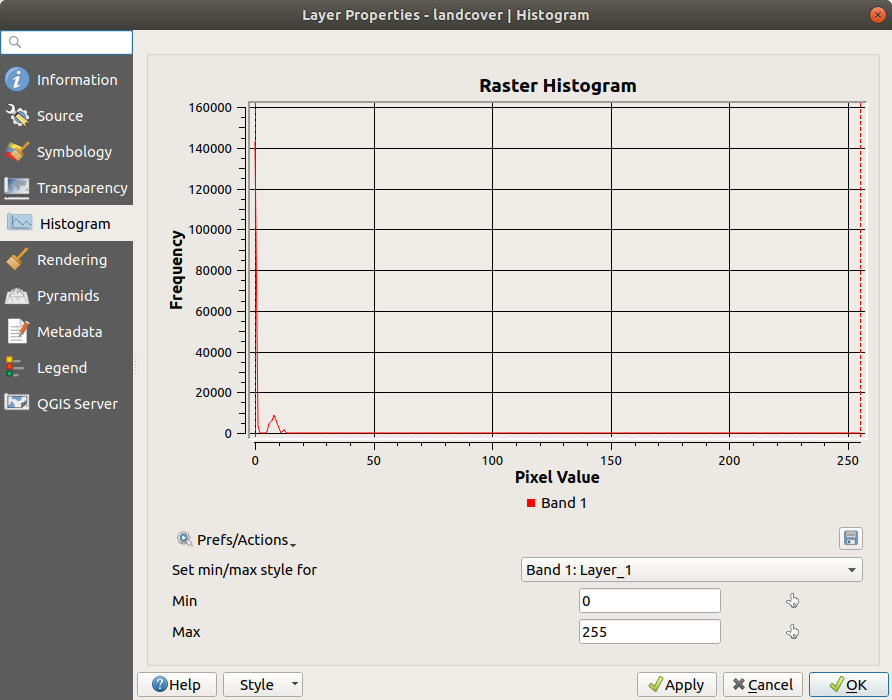 Layer Properties - landcover | Histogram
Information
Source
Symbology
Transparency
Histogram
Rendering
Pyramids
Metadata
Legend
QGIS Server
Raster Histogram
160000
140000
120000
100000
80000
60000
40000
20000
0
Frequency
0 50 100 150 200 250
Pixel Value
Band 1
Prefs/Actions
Set min/max style for Band 1: Layer_1
Min 0
Max 255
Help Style Apply Cancel OK